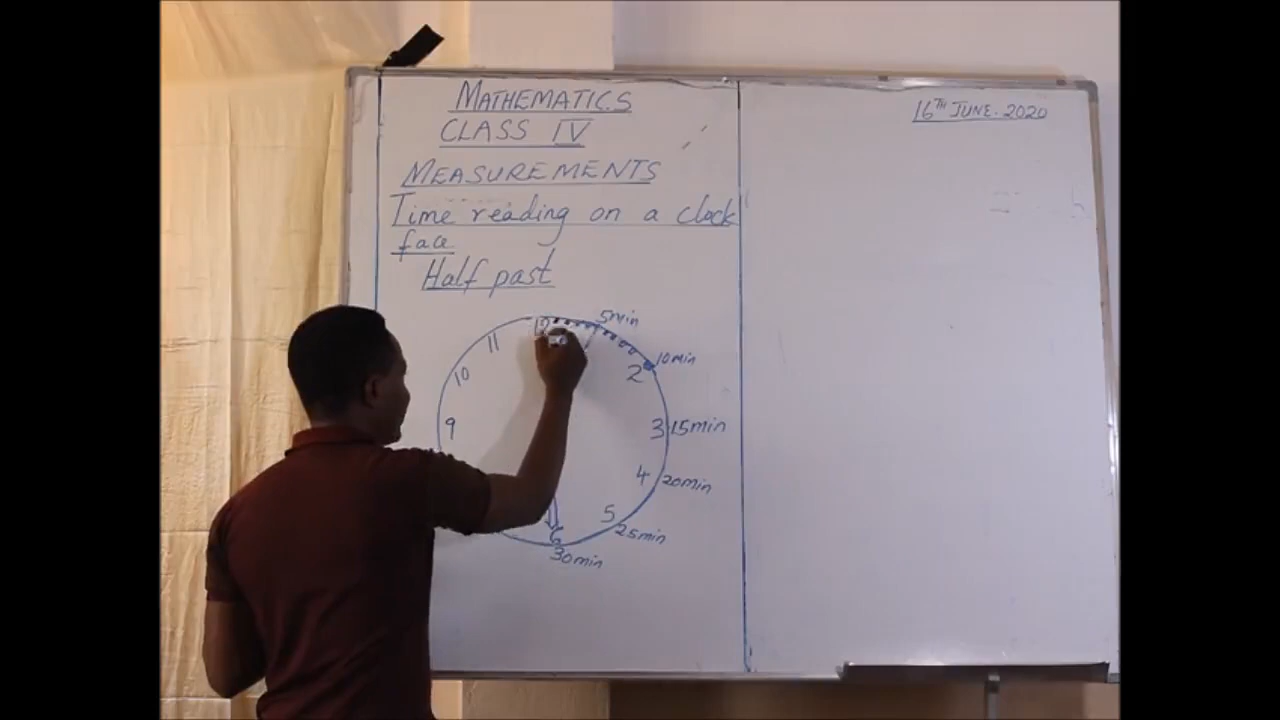 MATHEMATICS
CLASS IV
MEASUREMENTS
Time reading on a clock
face
Half past
16TH JUNE. 2020
12
5min
11
10min
2
10
9
3 15min
4
20min
5
25min
6
30min